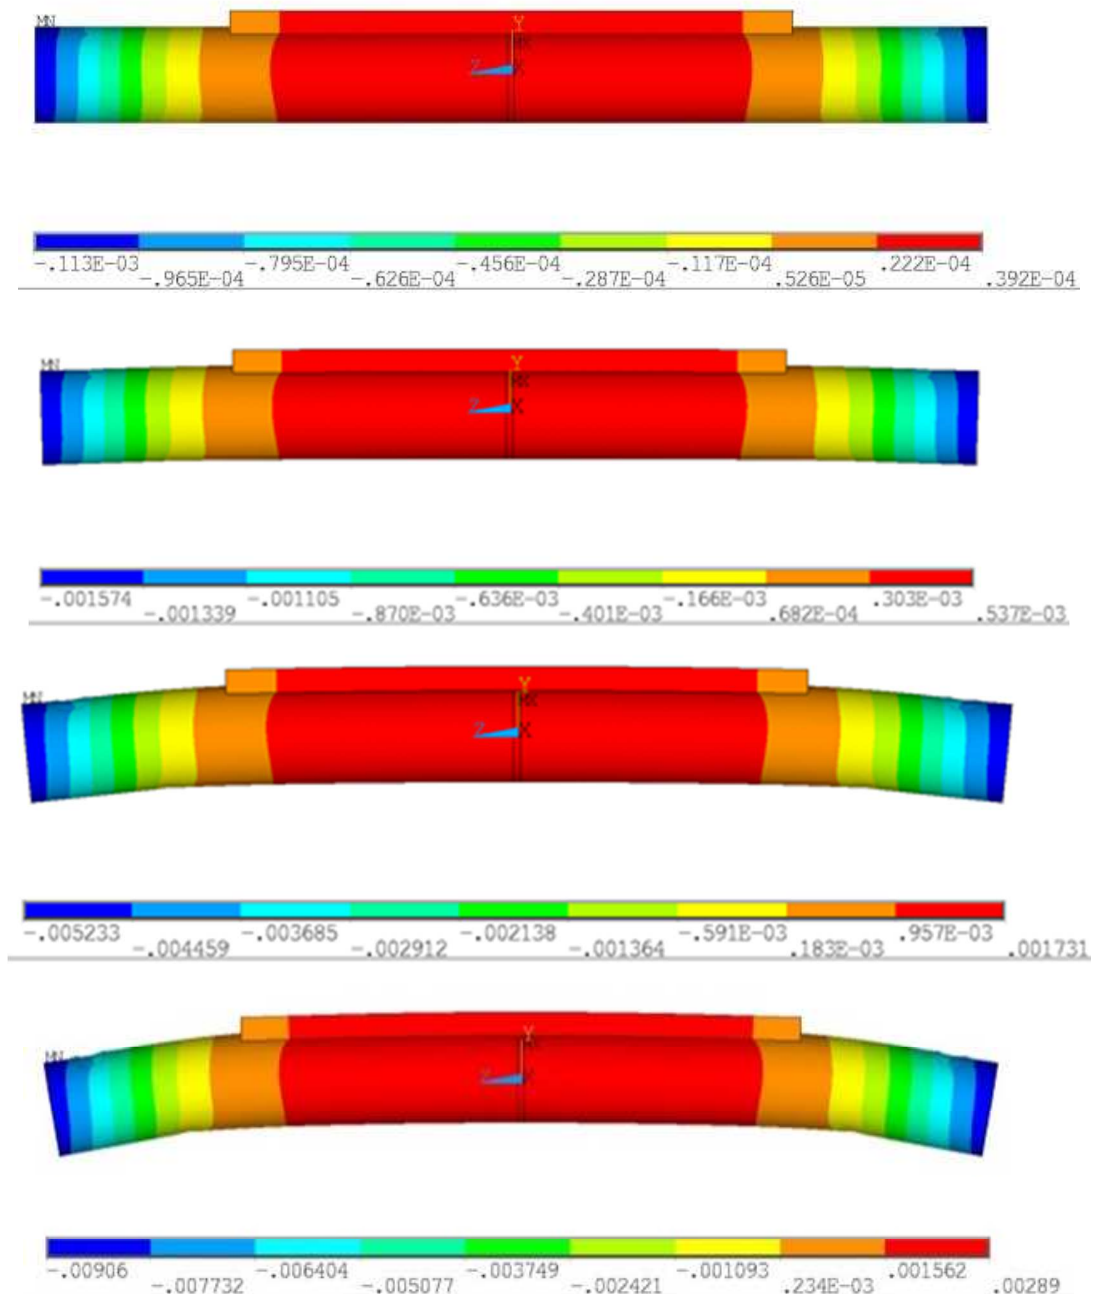 MN
Y
MX
Z X
-.113E-03 -.795E-04 -.456E-04 -.117E-04 .222E-04
-.965E-04 -.626E-04 -.287E-04 .526E-05 .392E-04
MN
Y
MX
Z X
-.001574 -.001105 -.636E-03 -.166E-03 .303E-03
-.001339 -.870E-03 -.401E-03 .682E-04 .537E-03
MN
Y
MX
Z X
-.005233 -.003685 -.002138 -.591E-03 .957E-03
-.004459 -.002912 -.001364 .183E-03 .001731
MN
Y
MX
Z X
-.00906 -.006404 -.003749 -.001093 .001562
-.007732 -.005077 -.002421 .234E-03 .00289